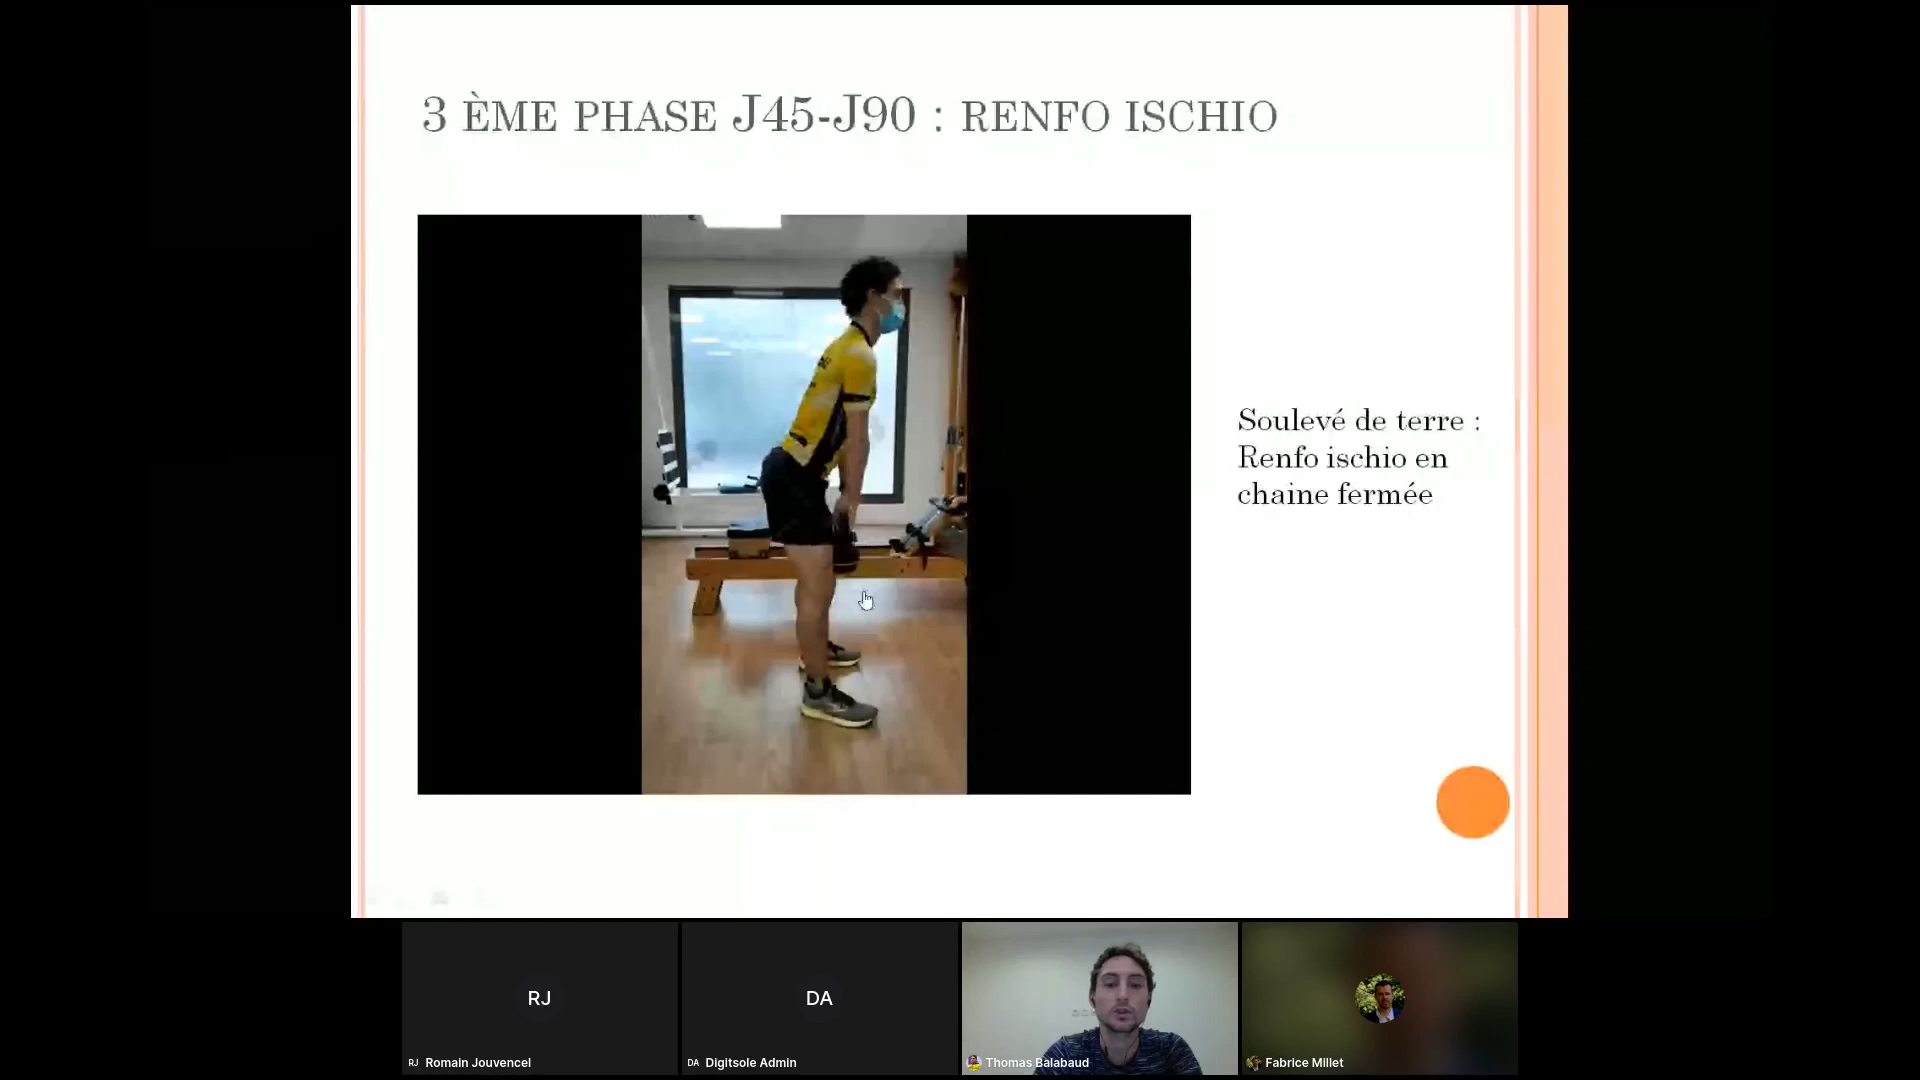 3 ÈME PHASE J45-J90 : RENFO ISCHIO
Soulevé de terre :
Renfo ischio en
chaine fermée
RJ
DA
RJ Romain Jouvencel
DA Digitsole Admin
Thomas Balabaud
Fabrice Millet